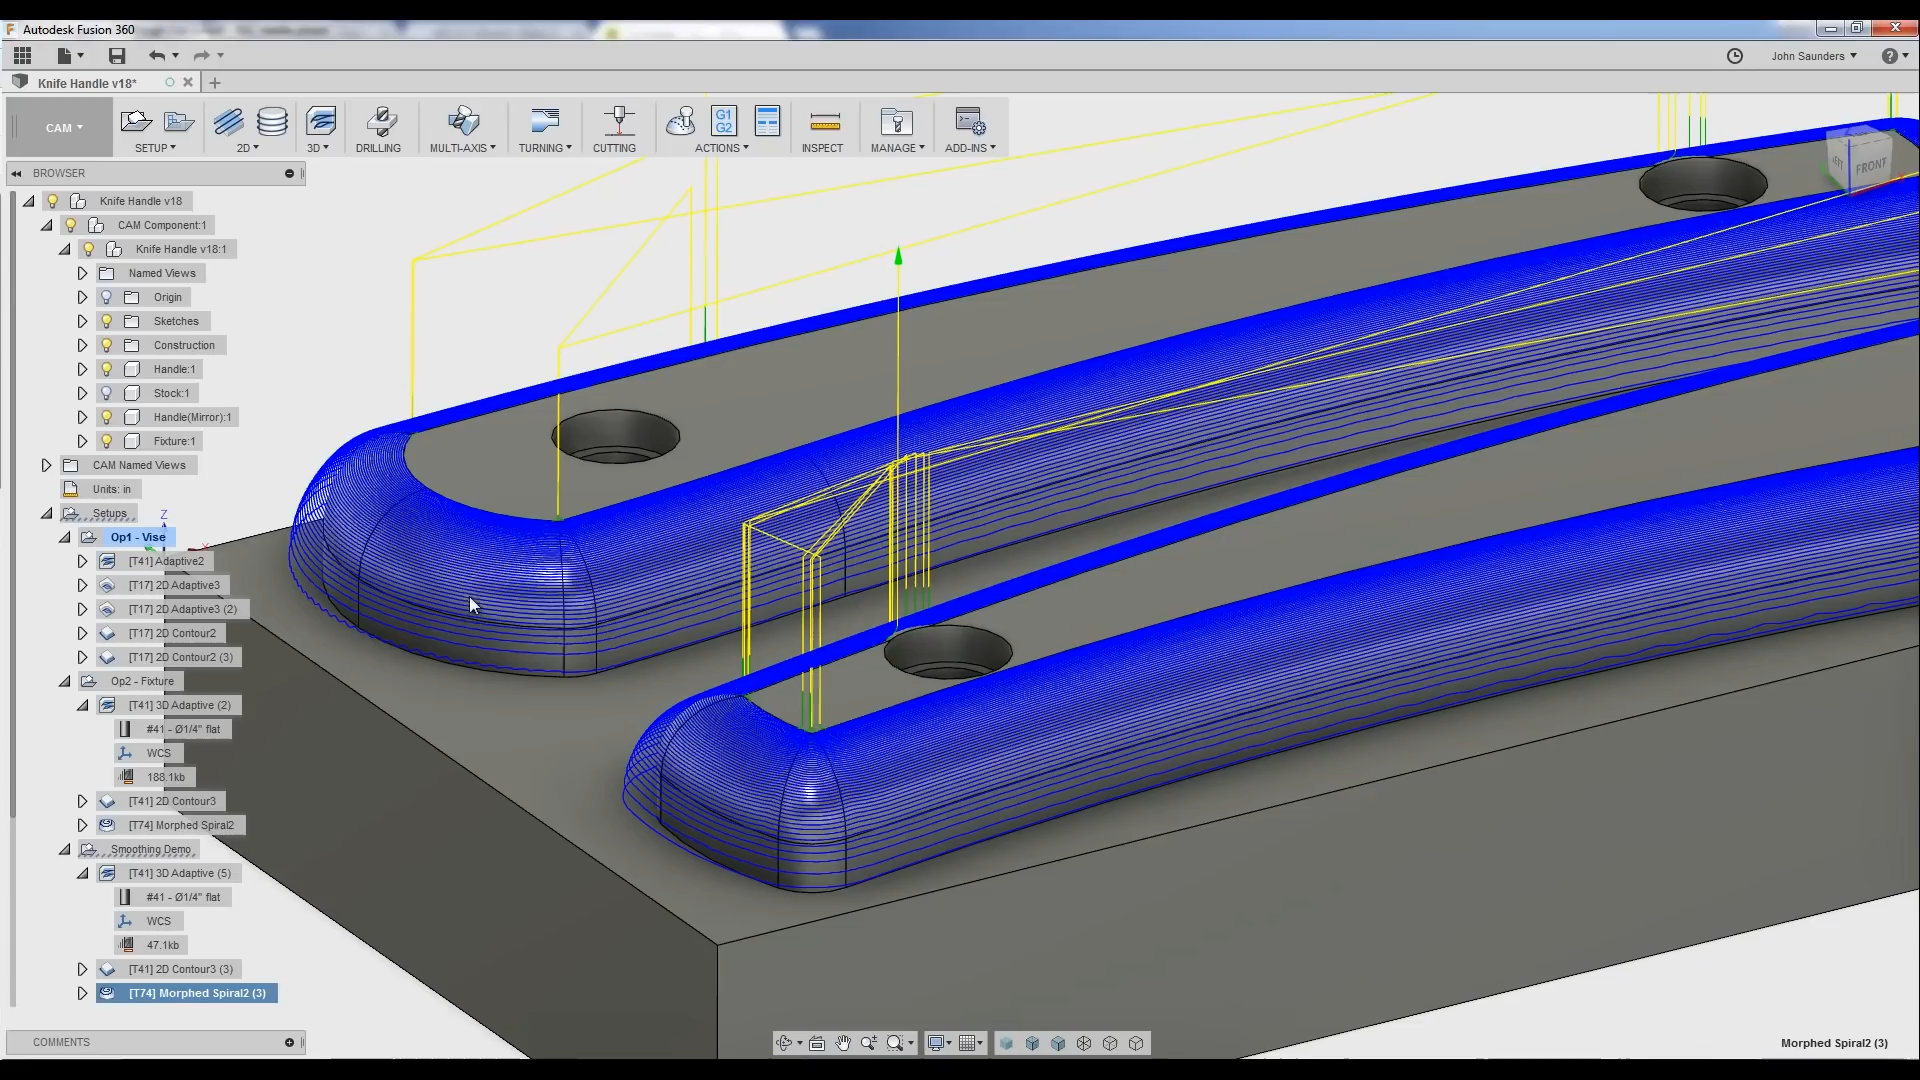 Autodesk Fusion 360
John Saunders
Knife Handle v18*
CAM
SETUP
2D
3D
DRILLING
MULTI-AXIS
TURNING
CUTTING
G1
G2
ACTIONS
INSPECT
MANAGE
ADD-INS
BROWSER
LEFT
FRONT
Knife Handle v18
CAM Component:1
Knife Handle v18:1
Named Views
Origin
Sketches
Construction
Handle:1
Stock:1
Handle(Mirror):1
Fixture:1
CAM Named Views
Units: in
Setups
Z
Op1 - Vise
X
[T41] Adaptive2
[T17] 2D Adaptive3
[T17] 2D Adaptive3 (2)
[T17] 2D Contour2
[T17] 2D Contour2 (3)
Op2 - Fixture
[T41] 3D Adaptive (2)
#41 - Ø1/4" flat
WCS
188.1kb
[T41] 2D Contour3
[T74] Morphed Spiral2
Smoothing Demo
[T41] 3D Adaptive (5)
#41 - Ø1/4" flat
WCS
47.1kb
[T41] 2D Contour3 (3)
[T74] Morphed Spiral2 (3)
COMMENTS
Morphed Spiral2 (3)